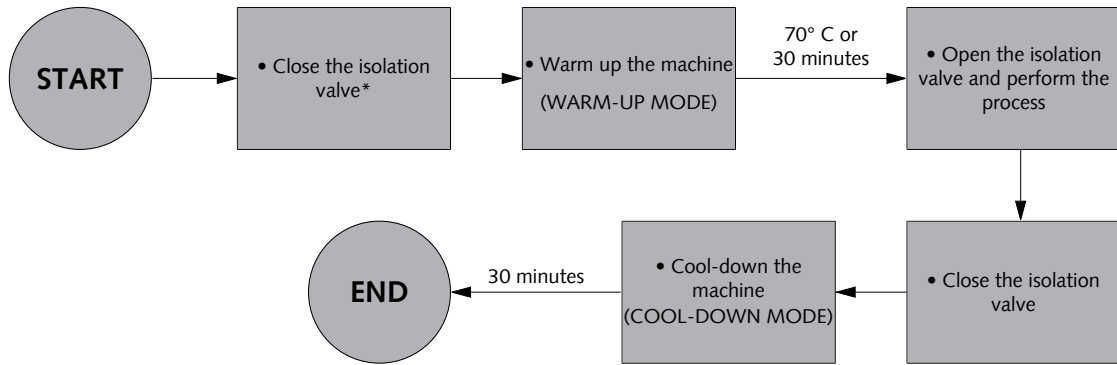 START
• Close the isolation
valve*
• Warm up the machine
(WARM-UP MODE)
70° C or
30 minutes
• Open the isolation
valve and perform the
process
• Close the isolation
valve
• Cool-down the
machine
(COOL-DOWN MODE)
30 minutes
END